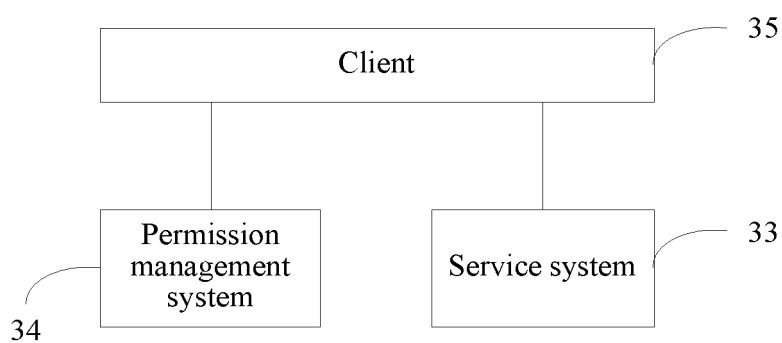 35
Client
Permission
management
system
Service system
33
34